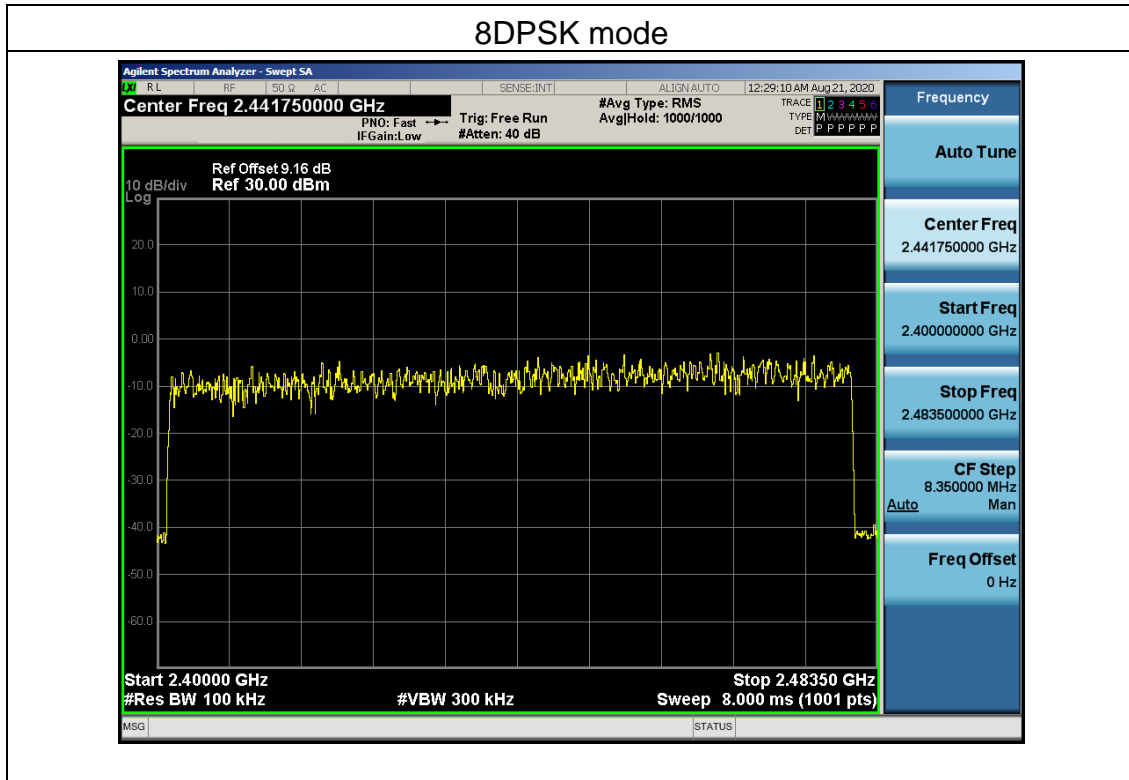 8DPSK mode
Agilent Spectrum Analyzer - Swept SA
LXI RL RF 50 Ω AC SENSE:INT ALIGN AUTO 12:29:10 AM Aug 21, 2020
Center Freq 2.441750000 GHz
PNO: Fast
IFGain:Low
Trig: Free Run
#Atten: 40 dB
#Avg Type: RMS
Avg|Hold: 1000/1000
TRACE 1 2 3 4 5 6
TYPE M W W W W W
DET P P P P P P
Ref Offset 9.16 dB
10 dB/div Ref 30.00 dBm
Log
20.0
10.0
0.00
-10.0
-20.0
-30.0
-40.0
-50.0
-60.0
Start 2.40000 GHz Stop 2.48350 GHz
#Res BW 100 kHz #VBW 300 kHz Sweep 8.000 ms (1001 pts)
MSG STATUS
Frequency
Auto Tune
Center Freq
2.441750000 GHz
Start Freq
2.400000000 GHz
Stop Freq
2.483500000 GHz
CF Step
8.350000 MHz
Auto Man
Freq Offset
0 Hz